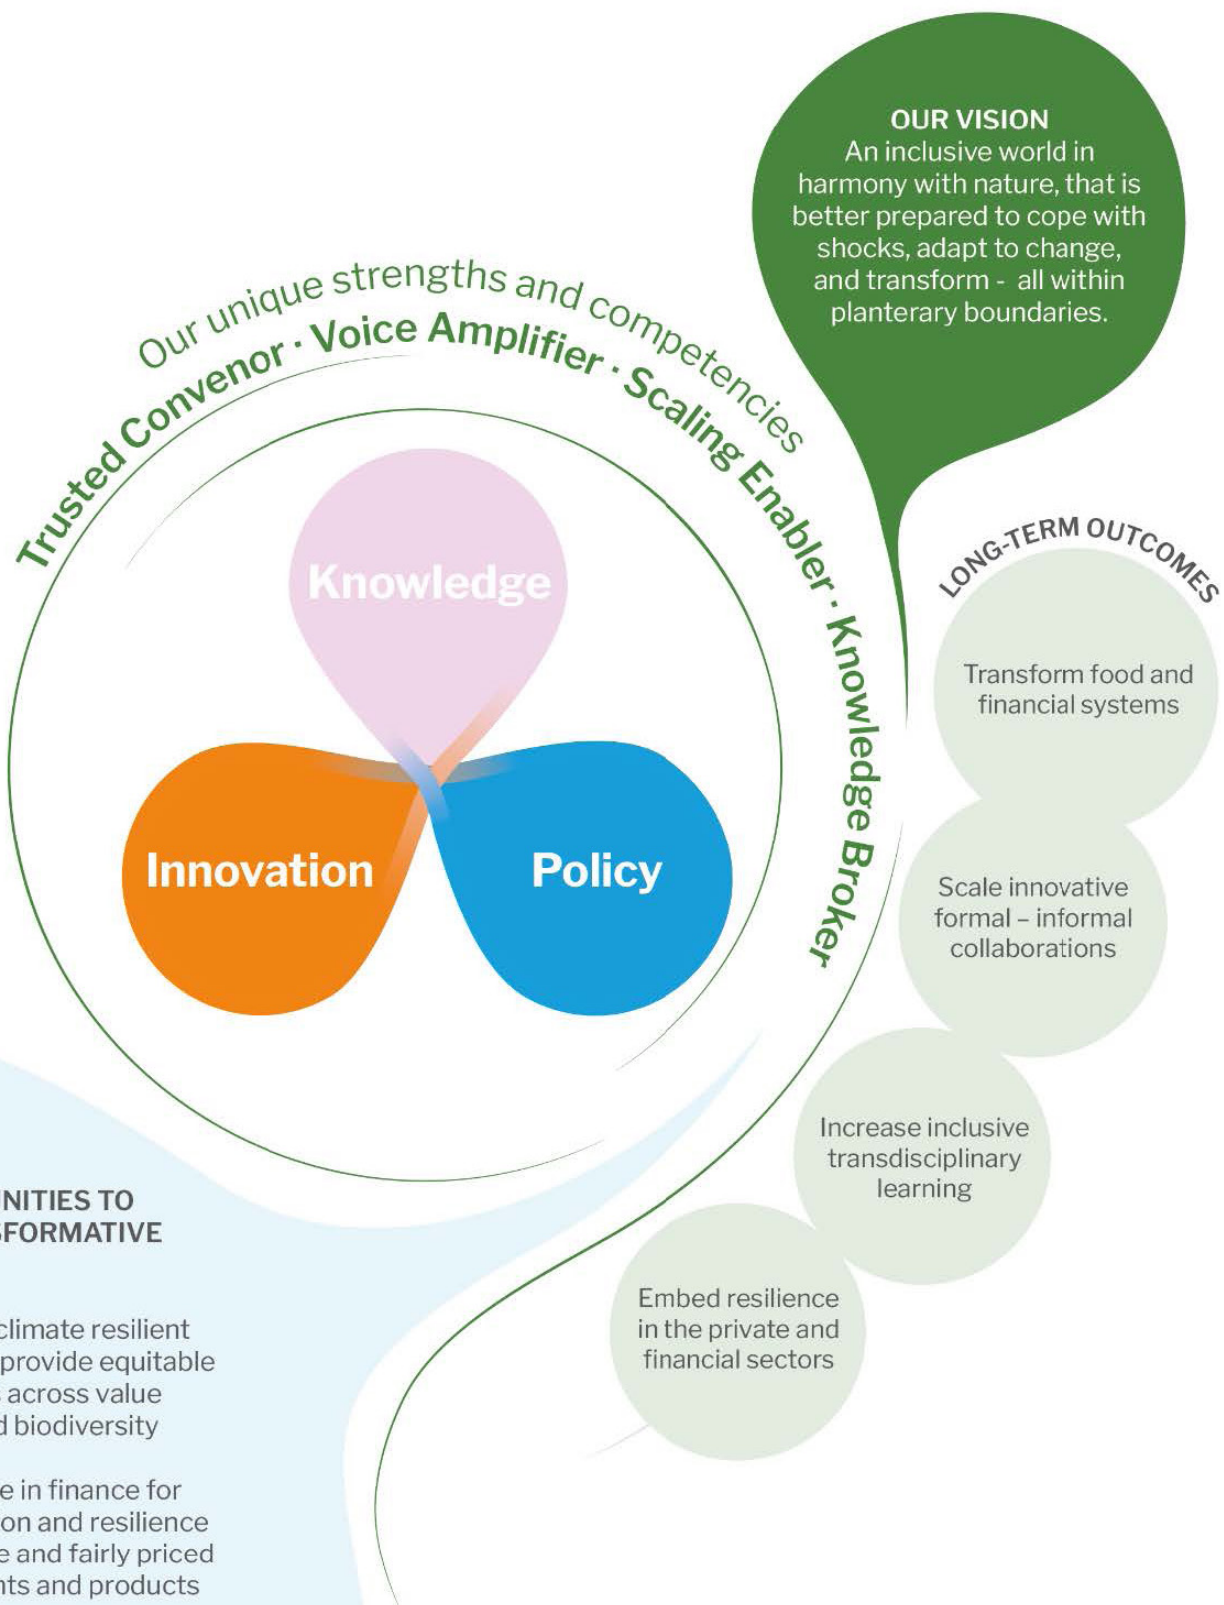 OUR VISION
An inclusive world in
harmony with nature, that is
better prepared to cope with
shocks, adapt to change,
and transform - all within
planterary boundaries.
Our unique strengths and competencies
Trusted Convenor · Voice Amplifier · Scaling Enabler · Knowledge Broker
Knowledge
Innovation
Policy
LONG-TERM OUTCOMES
Transform food and
financial systems
Scale innovative
formal – informal
collaborations
Increase inclusive
transdisciplinary
learning
Embed resilience
in the private and
financial sectors
NITIES TO
FORMATIVE
climate resilient
provide equitable
across value
biodiversity
in finance for
on and resilience
and fairly priced
nts and products